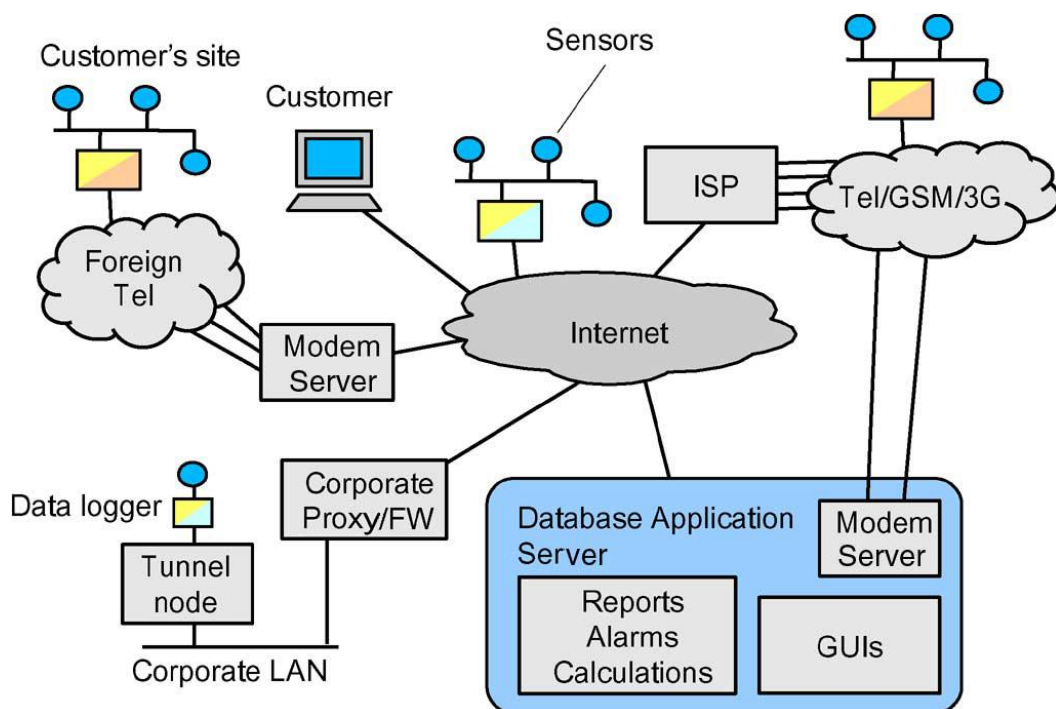 Customer's site
Customer
Sensors
ISP
Tel/GSM/3G
Foreign
Tel
Modem
Server
Internet
Data logger
Tunnel
node
Corporate LAN
Corporate
Proxy/FW
Database Application
Server
Modem
Server
Reports
Alarms
Calculations
GUIs